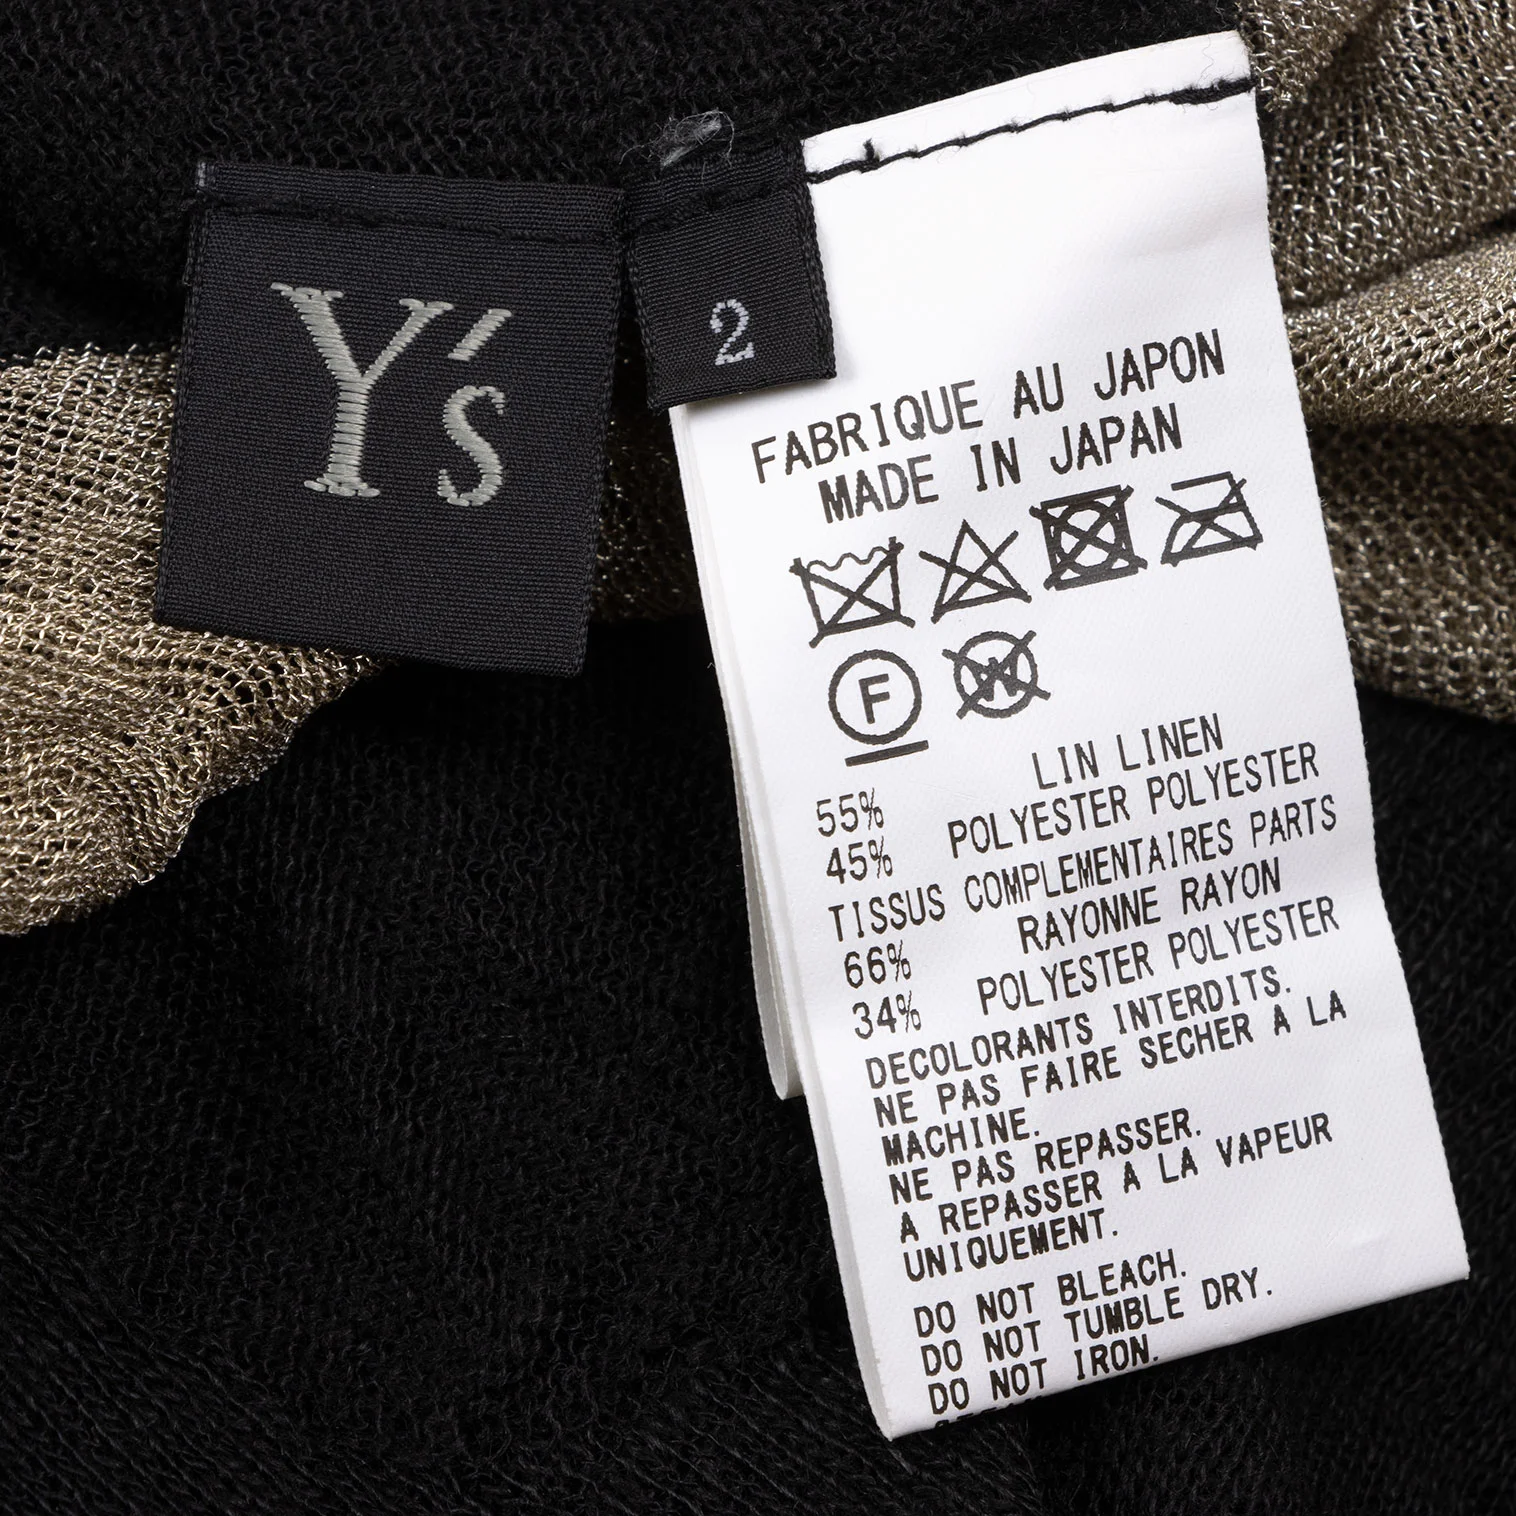 Y's
2
FABRIQUE AU JAPON
MADE IN JAPAN
F
W
LIN LINEN
55%
POLYESTER POLYESTER
45%
TISSUS COMPLEMENTAIRES PARTS
RAYONNE RAYON
66%
POLYESTER POLYESTER
34%
DECOLORANTS INTERDITS.
NE PAS FAIRE SECHER A LA
MACHINE.
NE PAS REPASSER.
A REPASSER A LA VAPEUR
UNIQUEMENT.
DO NOT BLEACH.
DO NOT TUMBLE DRY.
DO NOT IRON.